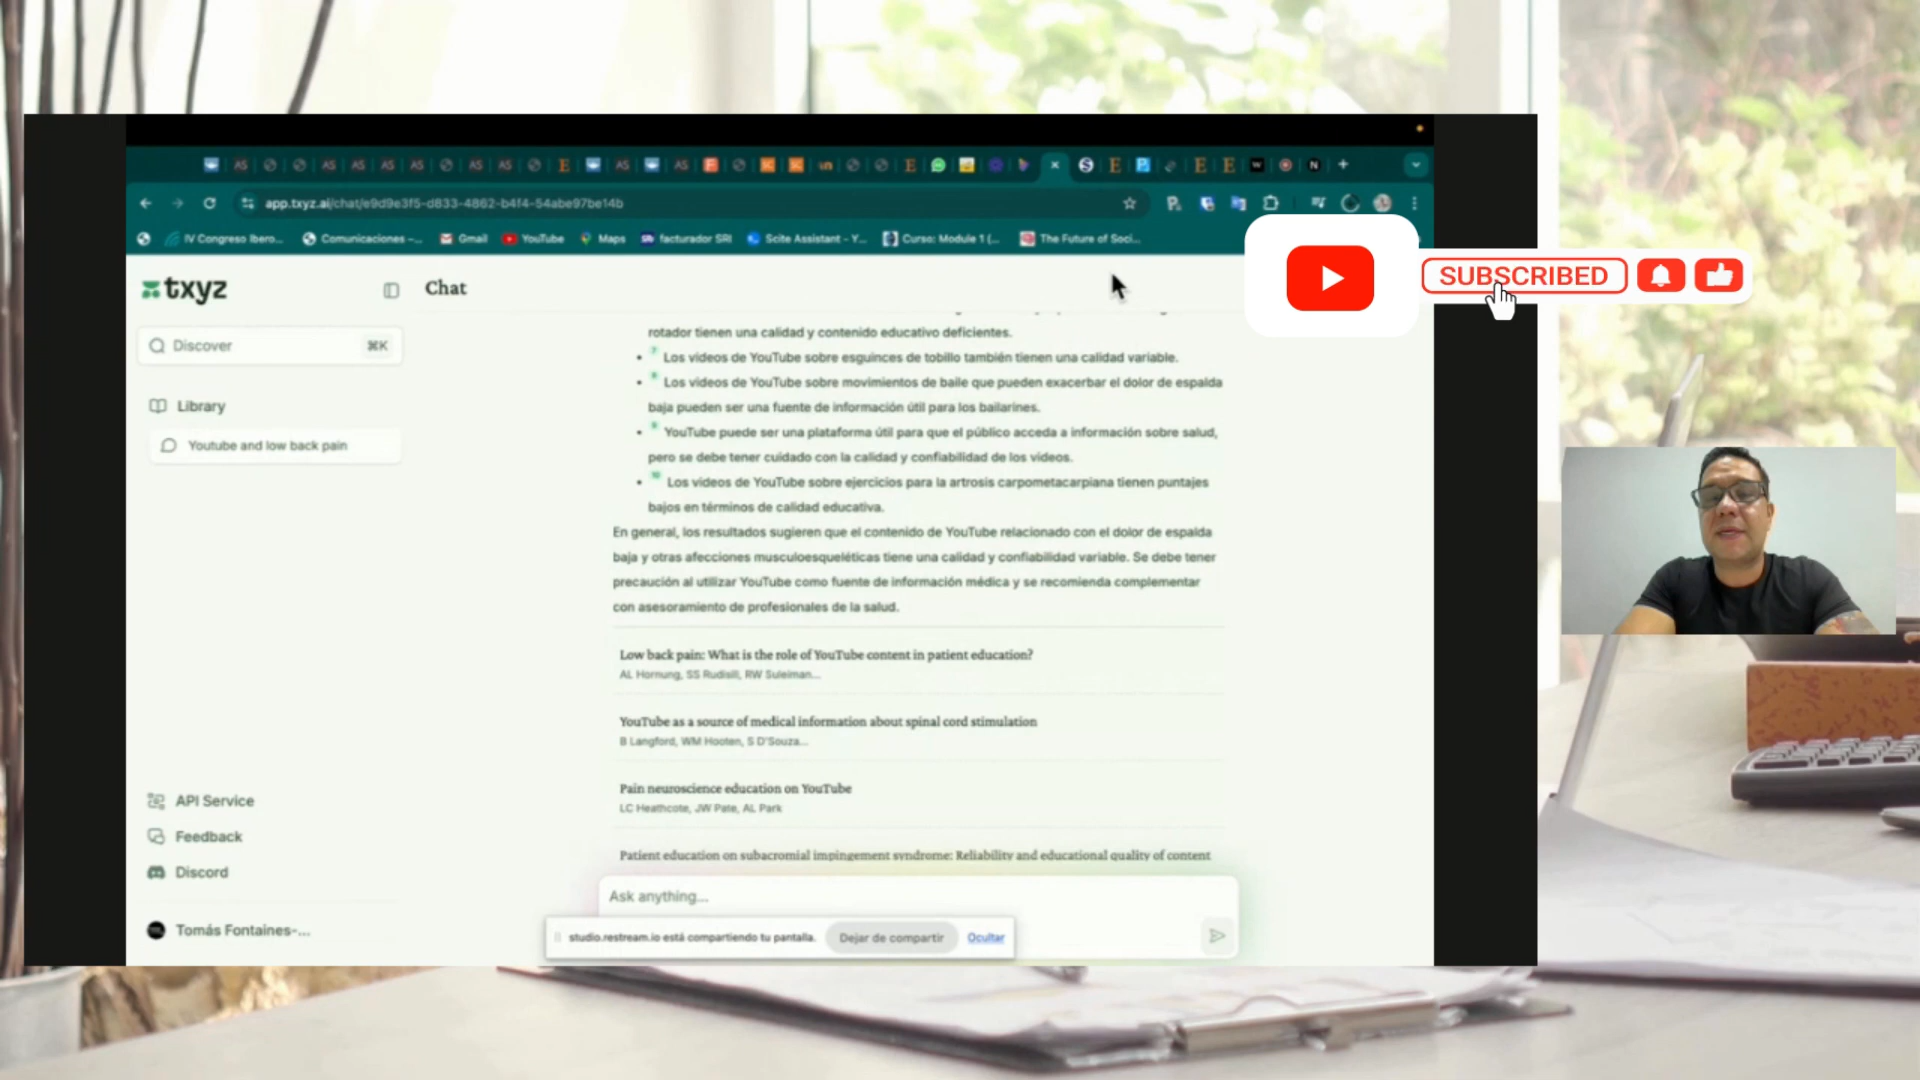 app.txyz.ai/chat/e9d9e3f5-d833-4862-b4f4-54abe97be14b
IV Congreso Ibero...
Comunicaciones –...
Gmail
YouTube
Maps
facturador SRI
Scite Assistant - Y...
Curso: Module 1 (...
The Future of Soci...
txyz
Chat
SUBSCRIBED
Discover
⌘K
Library
Youtube and low back pain
rotador tienen una calidad y contenido educativo deficientes.
• 7 Los videos de YouTube sobre esguinces de tobillo también tienen una calidad variable.
• 8 Los videos de YouTube sobre movimientos de baile que pueden exacerbar el dolor de espalda
baja pueden ser una fuente de información útil para los bailarines.
• 9 YouTube puede ser una plataforma útil para que el público acceda a información sobre salud,
pero se debe tener cuidado con la calidad y confiabilidad de los videos.
• 10 Los videos de YouTube sobre ejercicios para la artrosis carpometacarpiana tienen puntajes
bajos en términos de calidad educativa.
En general, los resultados sugieren que el contenido de YouTube relacionado con el dolor de espalda
baja y otras afecciones musculoesqueléticas tiene una calidad y confiabilidad variable. Se debe tener
precaución al utilizar YouTube como fuente de información médica y se recomienda complementar
con asesoramiento de profesionales de la salud.
Low back pain: What is the role of YouTube content in patient education?
AL Hornung, SS Rudisill, RW Suleiman...
YouTube as a source of medical information about spinal cord stimulation
B Langford, WM Hooten, S D'Souza...
Pain neuroscience education on YouTube
LC Heathcote, JW Pate, AL Park
Patient education on subacromial impingement syndrome: Reliability and educational quality of content
API Service
Feedback
Discord
Tomás Fontaines-...
Ask anything...
studio.restream.io está compartiendo tu pantalla.
Dejar de compartir
Ocultar